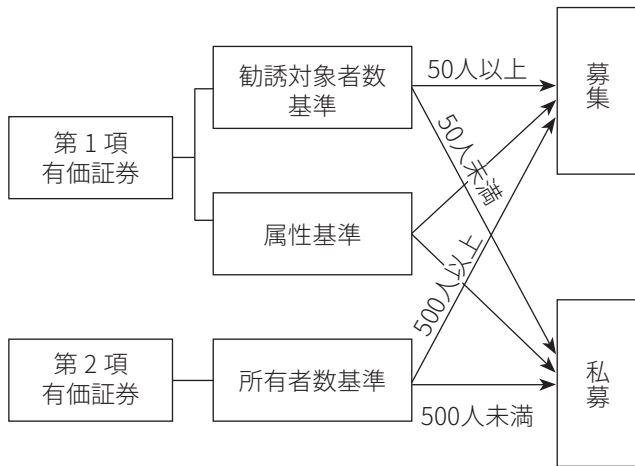 第１項
有価証券
勧誘対象者数
基準
50人以上
50人未満
募集
属性基準
500人以上
第２項
有価証券
所有者数基準
500人未満
私募